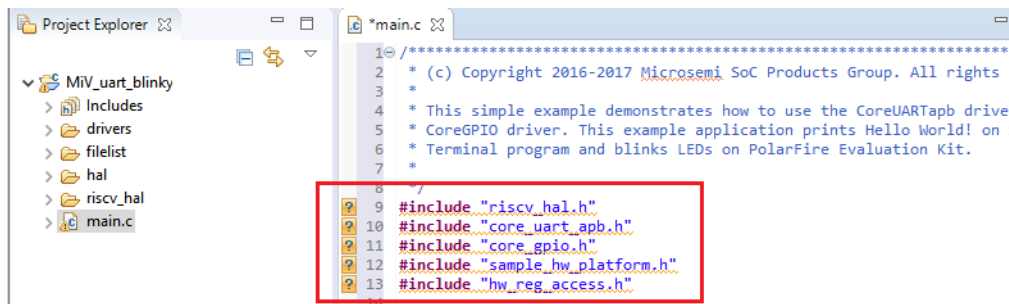 Project Explorer
MiV_uart_blinky
Includes
drivers
filelist
hal
riscv_hal
main.c
*main.c
1 /*******************************************************************
2 * (c) Copyright 2016-2017 Microsemi SoC Products Group. All rights
3 *
4 * This simple example demonstrates how to use the CoreUARTapb drive
5 * CoreGPIO driver. This example application prints Hello World! on
6 * Terminal program and blinks LEDs on PolarFire Evaluation Kit.
7 *
8 */
9 #include "riscv_hal.h"
10 #include "core_uart_apb.h"
11 #include "core_gpio.h"
12 #include "sample_hw_platform.h"
13 #include "hw_reg_access.h"